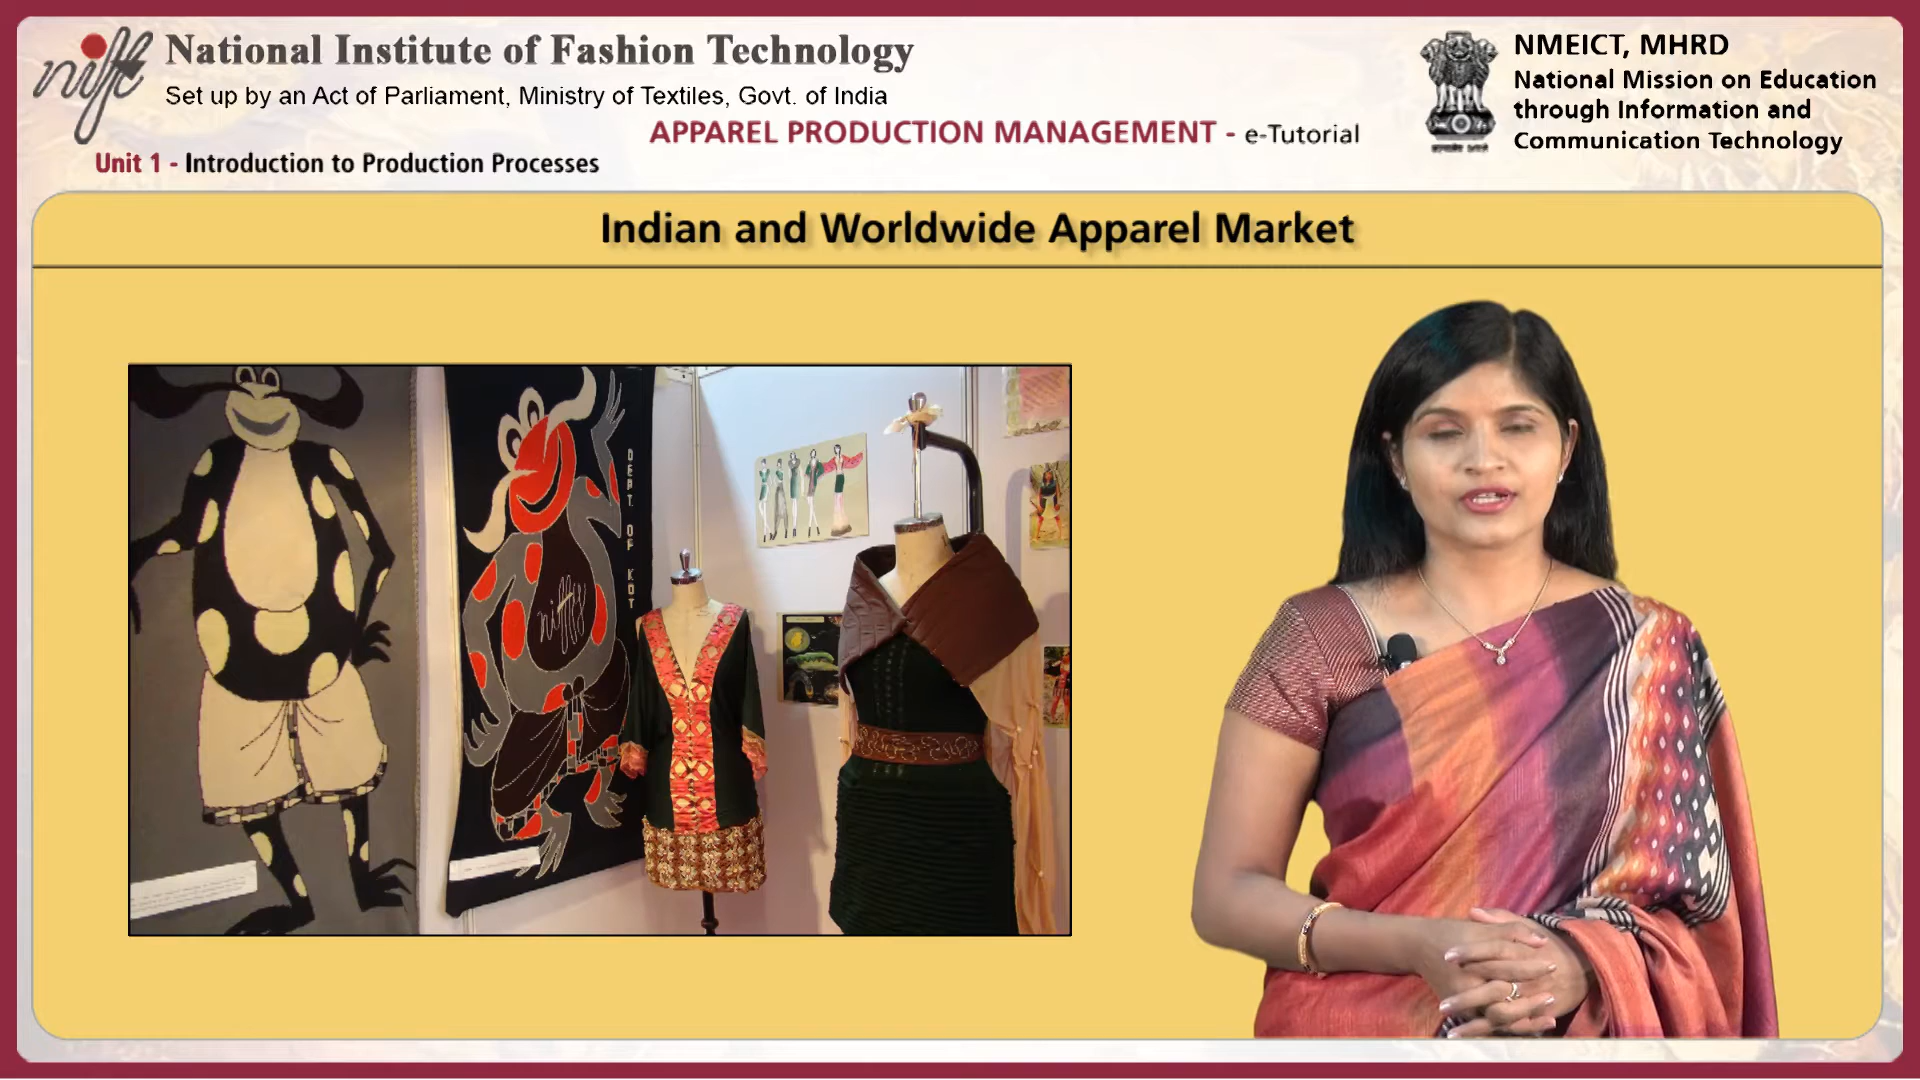 nift
National Institute of Fashion Technology
Set up by an Act of Parliament, Ministry of Textiles, Govt. of India
APPAREL PRODUCTION MANAGEMENT - e-Tutorial
Unit 1 - Introduction to Production Processes
NMEICT, MHRD
National Mission on Education
through Information and
Communication Technology
Indian and Worldwide Apparel Market
DEPT. OF KDT